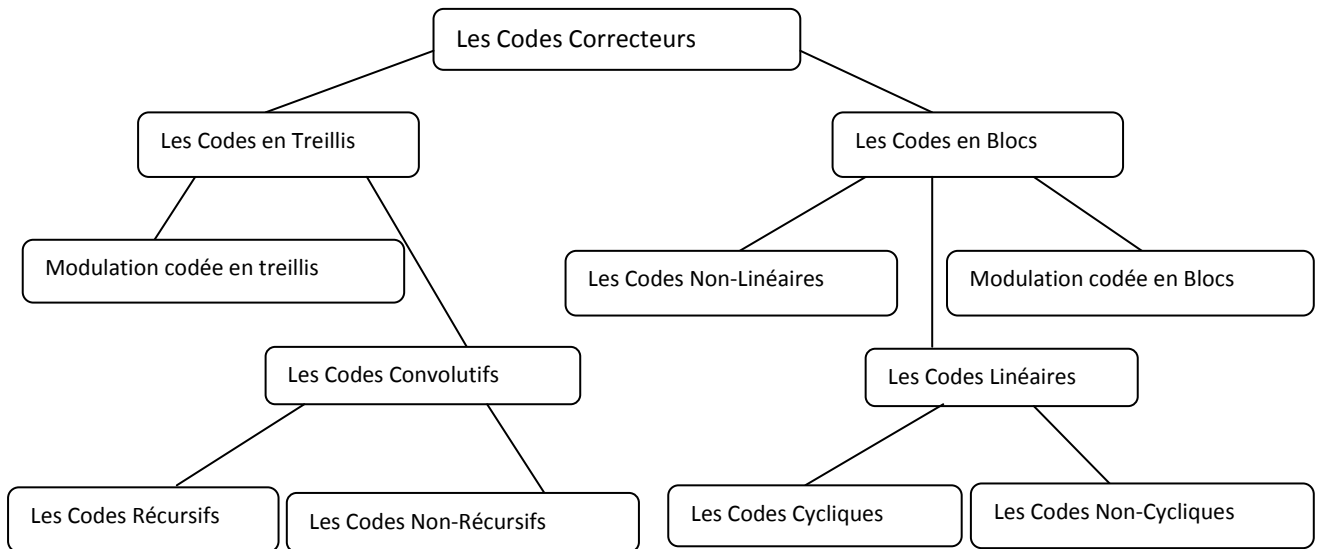 Les Codes Correcteurs
Les Codes en Treillis
Les Codes en Blocs
Modulation codée en treillis
Les Codes Non-Linéaires
Modulation codée en Blocs
Les Codes Convolutifs
Les Codes Linéaires
Les Codes Récursifs
Les Codes Non-Récursifs
Les Codes Cycliques
Les Codes Non-Cycliques